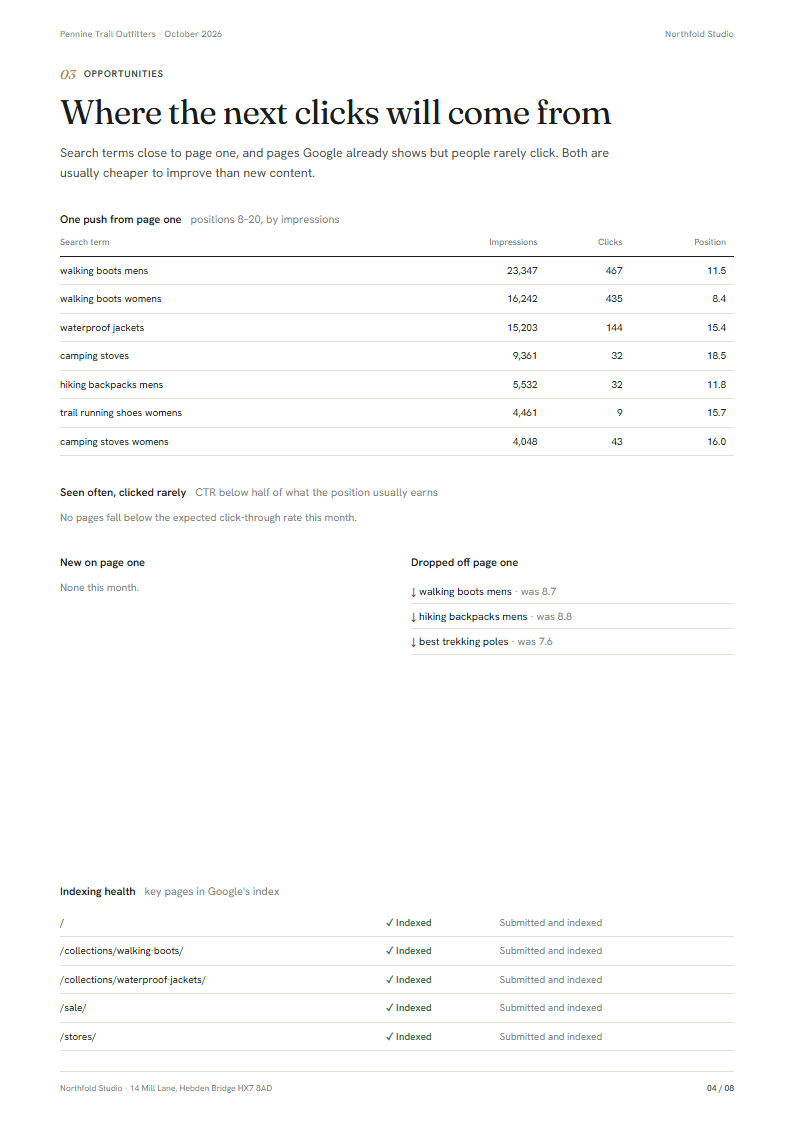 Pennine Trail Outfitters · October 2026 Northfold Studio
03 OPPORTUNITIES
Where the next clicks will come from
Search terms close to page one, and pages Google already shows but people rarely click. Both are
usually cheaper to improve than new content.
One push from page one positions 8–20, by impressions
Search term Impressions Clicks Position
walking boots mens 23,347 467 11.5
walking boots womens 16,242 435 8.4
waterproof jackets 15,203 144 15.4
camping stoves 9,361 32 18.5
hiking backpacks mens 5,532 32 11.8
trail running shoes womens 4,461 9 15.7
camping stoves womens 4,048 43 16.0
Seen often, clicked rarely CTR below half of what the position usually earns
No pages fall below the expected click-through rate this month.
New on page one
None this month.
Dropped off page one
↓ walking boots mens · was 8.7
↓ hiking backpacks mens · was 8.8
↓ best trekking poles · was 7.6
Indexing health key pages in Google's index
/ ✓ Indexed Submitted and indexed
/collections/walking-boots/ ✓ Indexed Submitted and indexed
/collections/waterproof-jackets/ ✓ Indexed Submitted and indexed
/sale/ ✓ Indexed Submitted and indexed
/stores/ ✓ Indexed Submitted and indexed
Northfold Studio · 14 Mill Lane, Hebden Bridge HX7 8AD 04 / 08